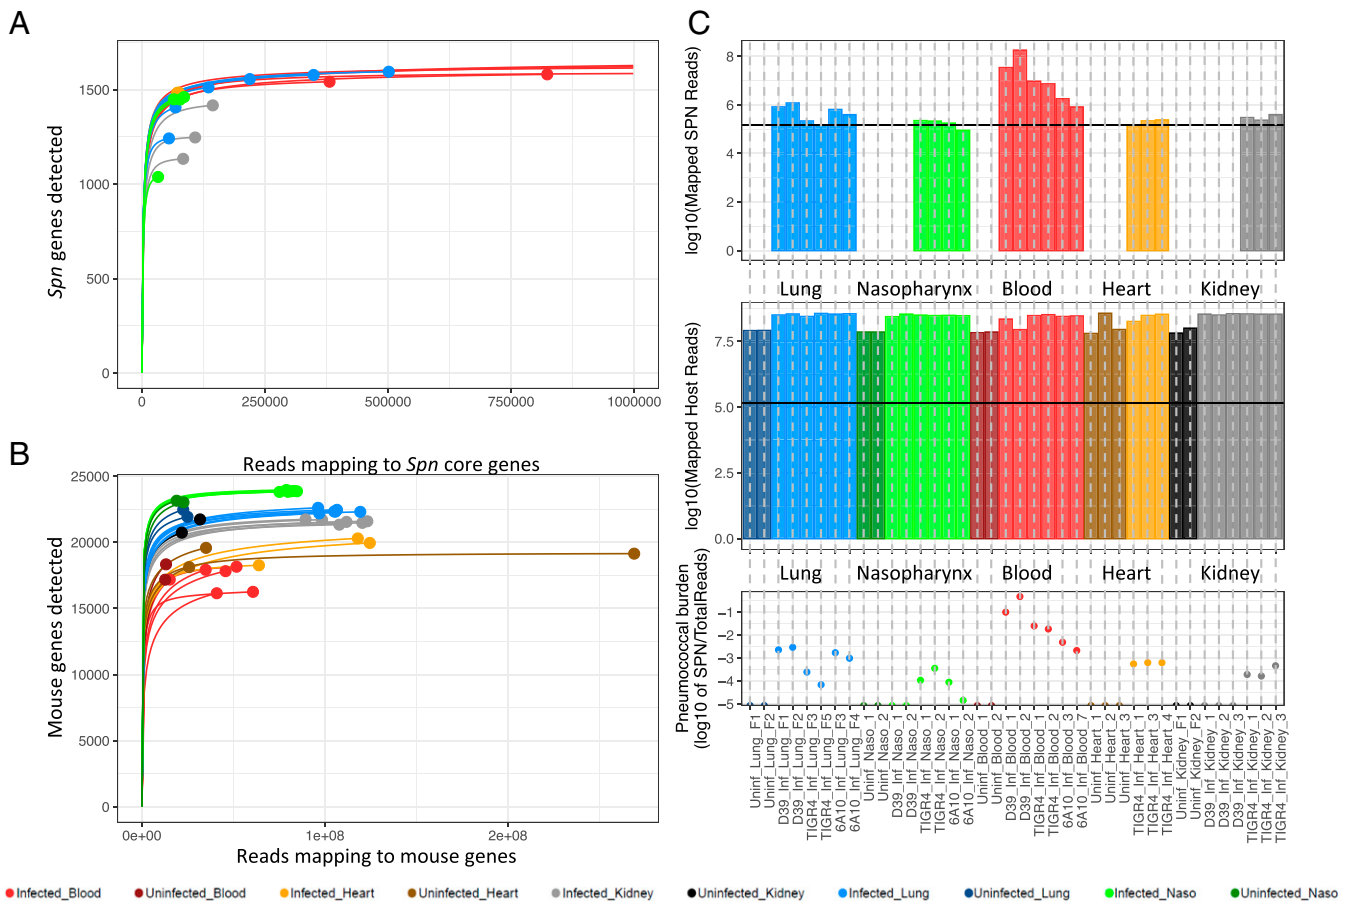 A
1500
1000
500
0
Spn genes detected
0
250000
500000
750000
1000000
Reads mapping to Spn core genes
B
25000
20000
15000
10000
5000
0
Mouse genes detected
0e+00
1e+08
2e+08
Reads mapping to mouse genes
C
8
6
4
2
0
log10(Mapped SPN Reads)
Lung Nasopharynx Blood Heart Kidney
7.5
5.0
2.5
0.0
log10(Mapped Host Reads)
Lung Nasopharynx Blood Heart Kidney
−1
−2
−3
−4
−5
Pneumococcal burden
(log10 of SPN/TotalReads)
Uninf_Lung_F1
Uninf_Lung_F2
D39_Inf_Lung_F1
D39_Inf_Lung_F2
TIGR4_Inf_Lung_F3
TIGR4_Inf_Lung_F5
6A10_Inf_Lung_F3
6A10_Inf_Lung_F4
Uninf_Naso_1
Uninf_Naso_2
D39_Inf_Naso_1
D39_Inf_Naso_2
TIGR4_Inf_Naso_1
TIGR4_Inf_Naso_2
6A10_Inf_Naso_1
6A10_Inf_Naso_2
Uninf_Blood_1
Uninf_Blood_2
D39_Inf_Blood_1
D39_Inf_Blood_2
TIGR4_Inf_Blood_1
TIGR4_Inf_Blood_2
6A10_Inf_Blood_3
6A10_Inf_Blood_7
Uninf_Heart_1
Uninf_Heart_2
Uninf_Heart_3
TIGR4_Inf_Heart_1
TIGR4_Inf_Heart_3
TIGR4_Inf_Heart_4
Uninf_Kidney_F1
Uninf_Kidney_F2
D39_Inf_Kidney_1
D39_Inf_Kidney_2
D39_Inf_Kidney_3
TIGR4_Inf_Kidney_1
TIGR4_Inf_Kidney_2
TIGR4_Inf_Kidney_3
Infected_Blood Uninfected_Blood Infected_Heart Uninfected_Heart Infected_Kidney Uninfected_Kidney Infected_Lung Uninfected_Lung Infected_Naso Uninfected_Naso